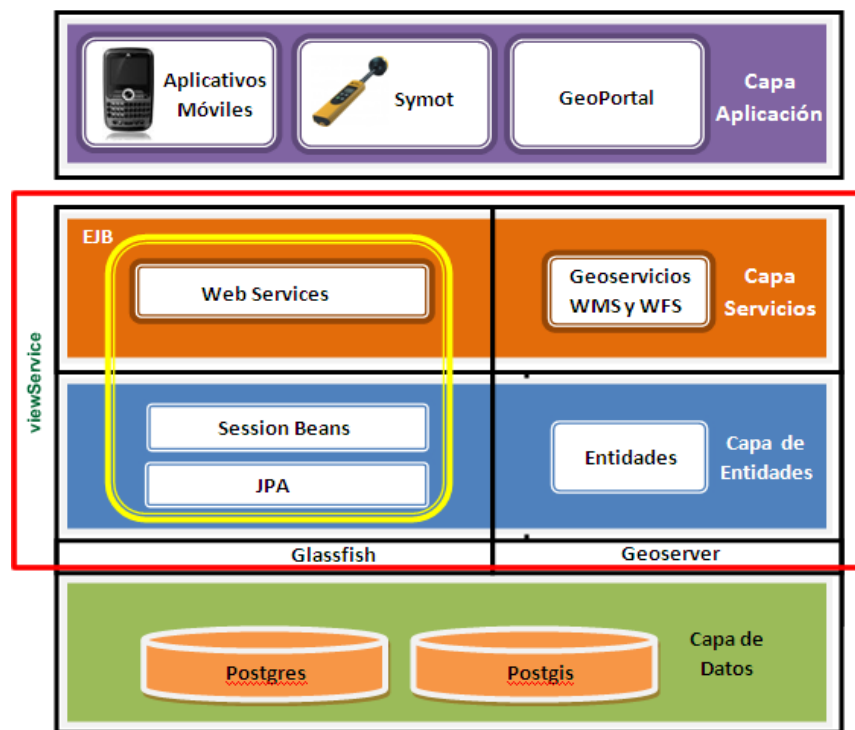 Aplicativos
Móviles
Symot
GeoPortal
Capa
Aplicación
viewService
EJB
Web Services
Geoservicios
WMS y WFS
Capa
Servicios
Session Beans
JPA
Entidades
Capa de
Entidades
Glassfish
Geoserver
Postgres
Postgis
Capa de
Datos